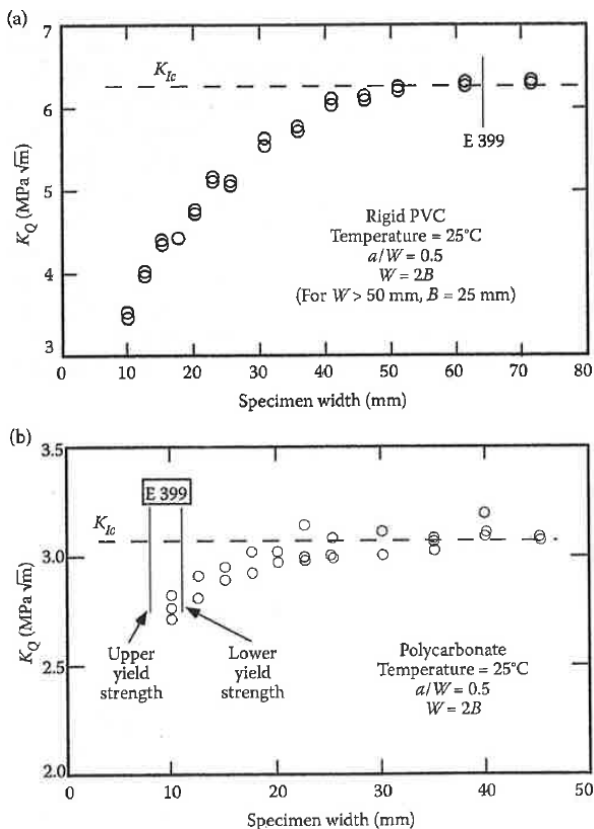 (a)
7
6
5
4
3
K_Q (MPa √m)
K_Ic
E 399
Rigid PVC
Temperature = 25°C
a/W = 0.5
W = 2B
(For W > 50 mm, B = 25 mm)
0 10 20 30 40 50 60 70 80
Specimen width (mm)
(b)
3.5
3.0
2.5
2.0
K_Q (MPa √m)
E 399
K_Ic
Upper
yield
strength
Lower
yield
strength
Polycarbonate
Temperature = 25°C
a/W = 0.5
W = 2B
0 10 20 30 40 50
Specimen width (mm)